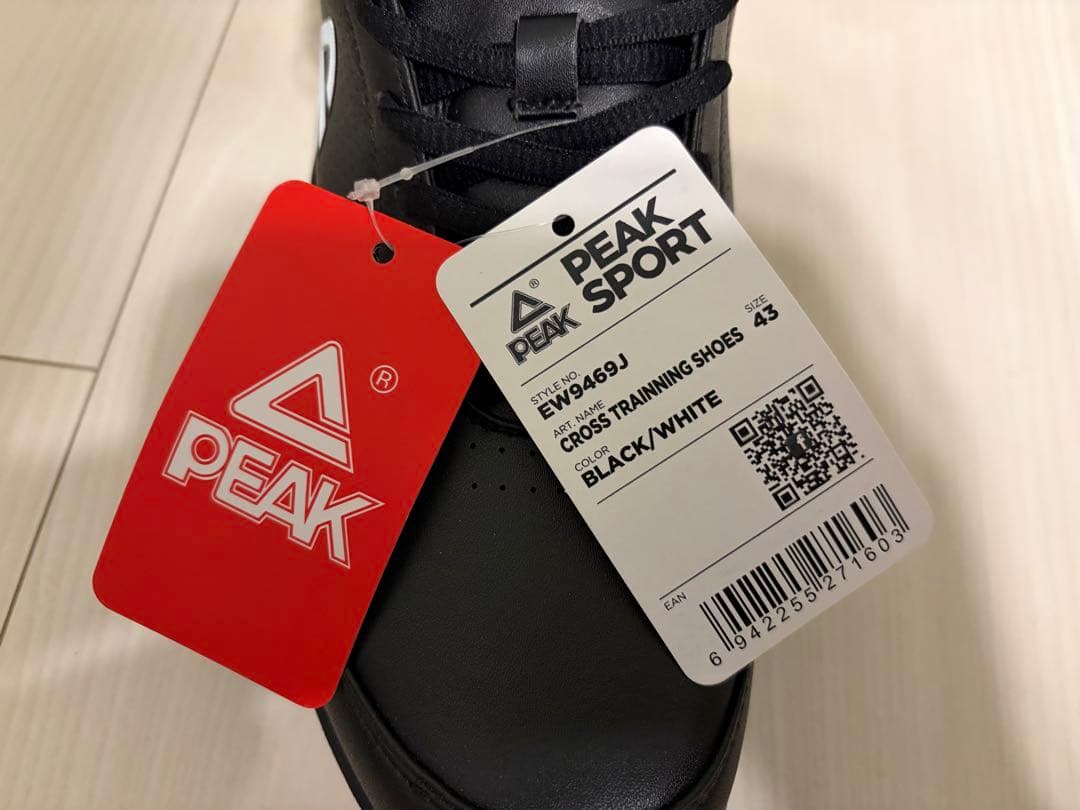 ®
PEAK
PEAK
SPORT
®
PEAK
STYLE NO.
EW9469J
ART. NAME
CROSS TRAINNING SHOES
SIZE
43
COLOR
BLACK/WHITE
EAN
6 942255 271603